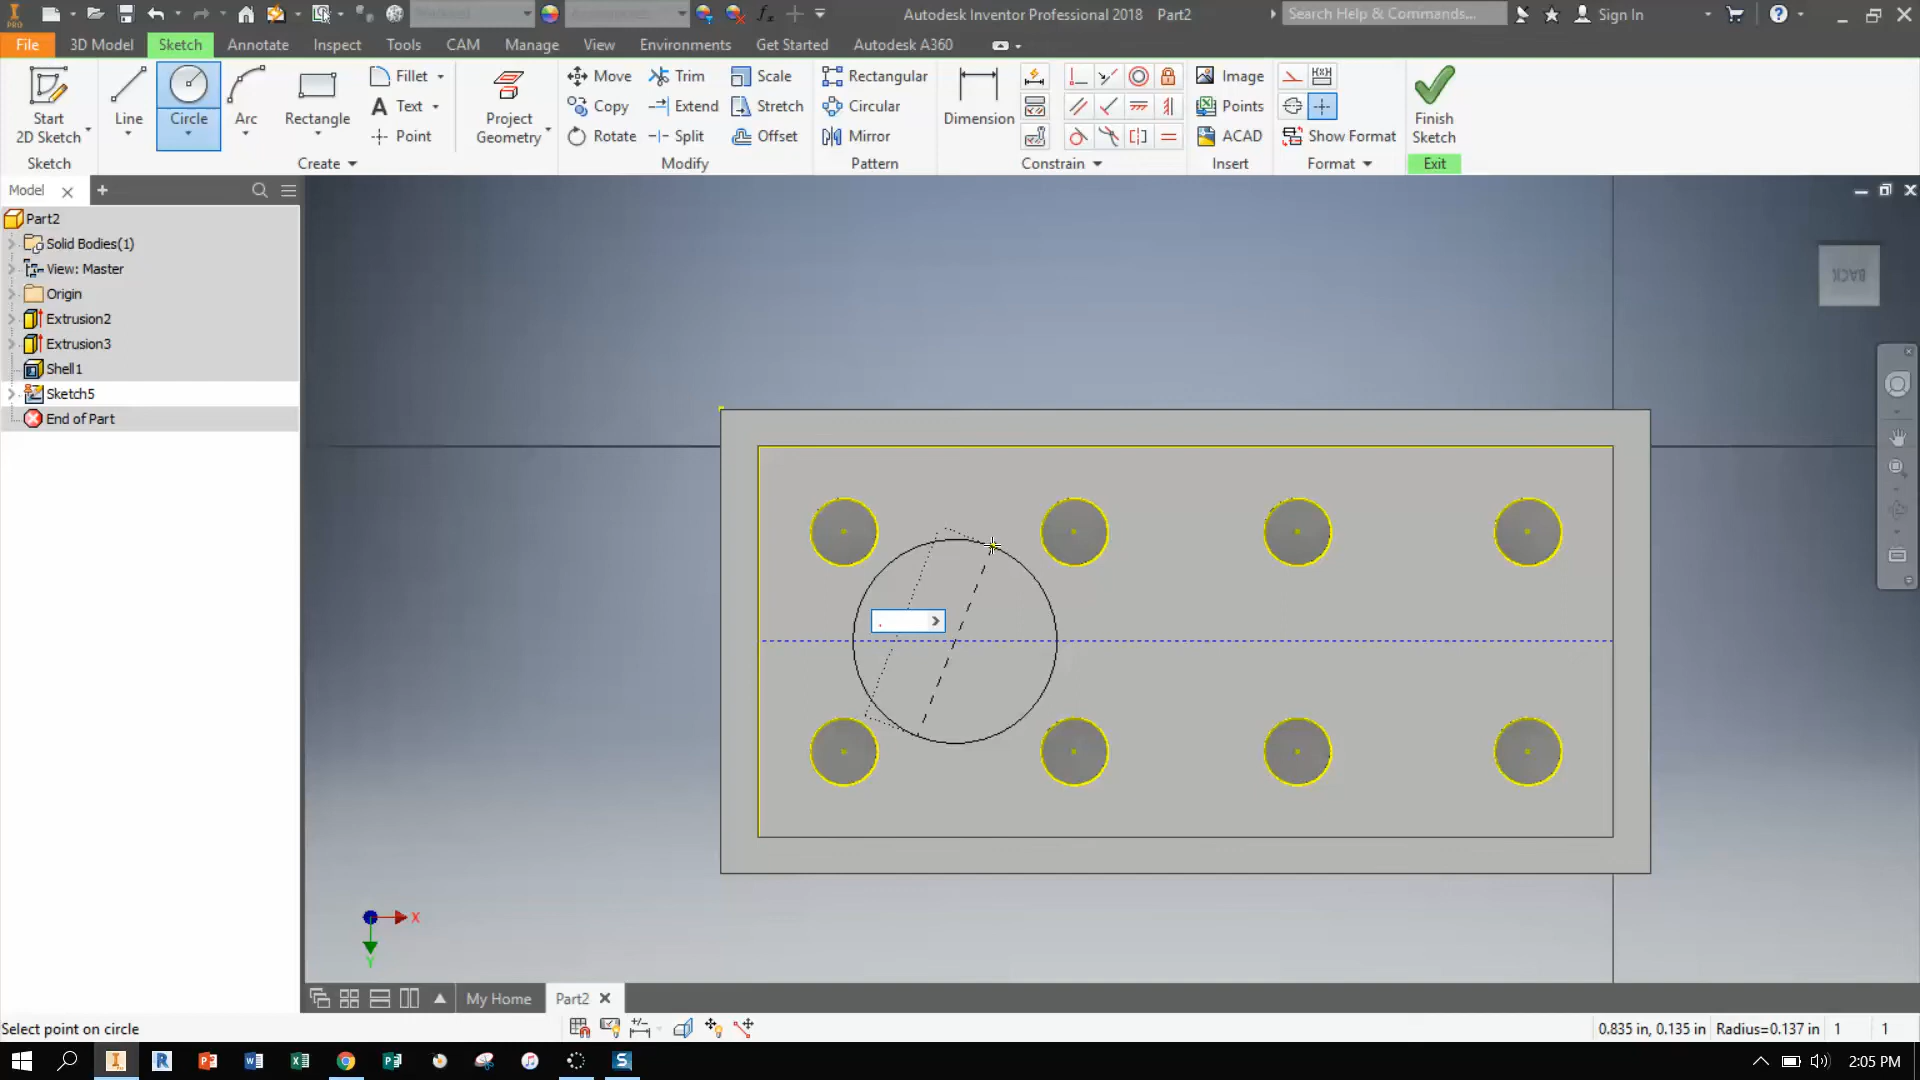 Autodesk Inventor Professional 2018 Part2
Search Help & Commands...
Sign In
PRO
File 3D Model Sketch Annotate Inspect Tools CAM Manage View Environments Get Started Autodesk A360
Start
2D Sketch
Line
Circle
Arc
Rectangle
Fillet
Text
Point
Project
Geometry
Move
Copy
Rotate
Trim
Extend
Split
Scale
Stretch
Offset
Rectangular
Circular
Mirror
Dimension
Image
Points
ACAD
Show Format
Finish
Sketch
Sketch Create Modify Pattern Constrain Insert Format Exit
Model
Part2
Solid Bodies(1)
View: Master
Origin
Extrusion2
Extrusion3
Shell1
Sketch5
End of Part
BACK
.
X
Y
My Home Part2
Select point on circle
0.835 in, 0.135 in Radius=0.137 in 1 1
2:05 PM